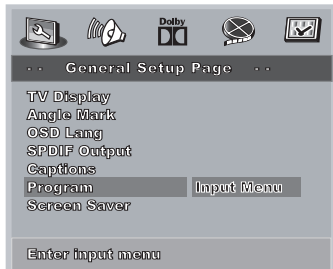 Dolby
- - General Setup Page - -
TV Display
Angle Mark
OSD Lang
SPDIF Output
Captions
Program Input Menu
Screen Saver
Enter input menu